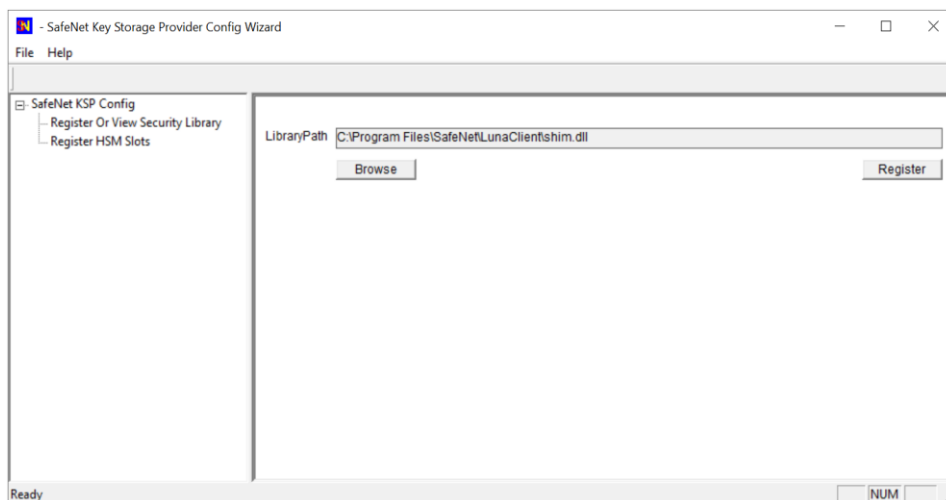 - SafeNet Key Storage Provider Config Wizard
File Help
SafeNet KSP Config
Register Or View Security Library
Register HSM Slots
LibraryPath C:\Program Files\SafeNet\LunaClient\shim.dll
Browse Register
Ready NUM